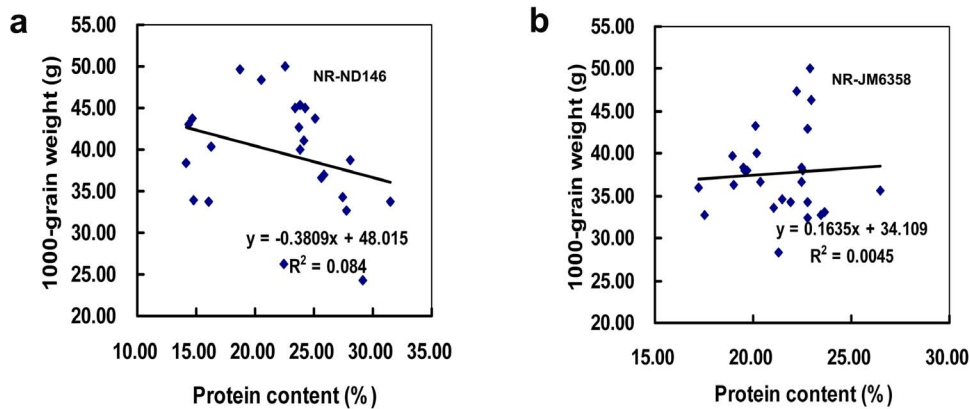 a
55.00
50.00
45.00
40.00
35.00
30.00
25.00
20.00
1000-grain weight (g)
NR-ND146
y = -0.3809x + 48.015
R² = 0.084
10.00 15.00 20.00 25.00 30.00 35.00
Protein content (%)
b
55.00
50.00
45.00
40.00
35.00
30.00
25.00
20.00
1000-grain weight (g)
NR-JM6358
y = 0.1635x + 34.109
R² = 0.0045
15.00 20.00 25.00 30.00
Protein content (%)